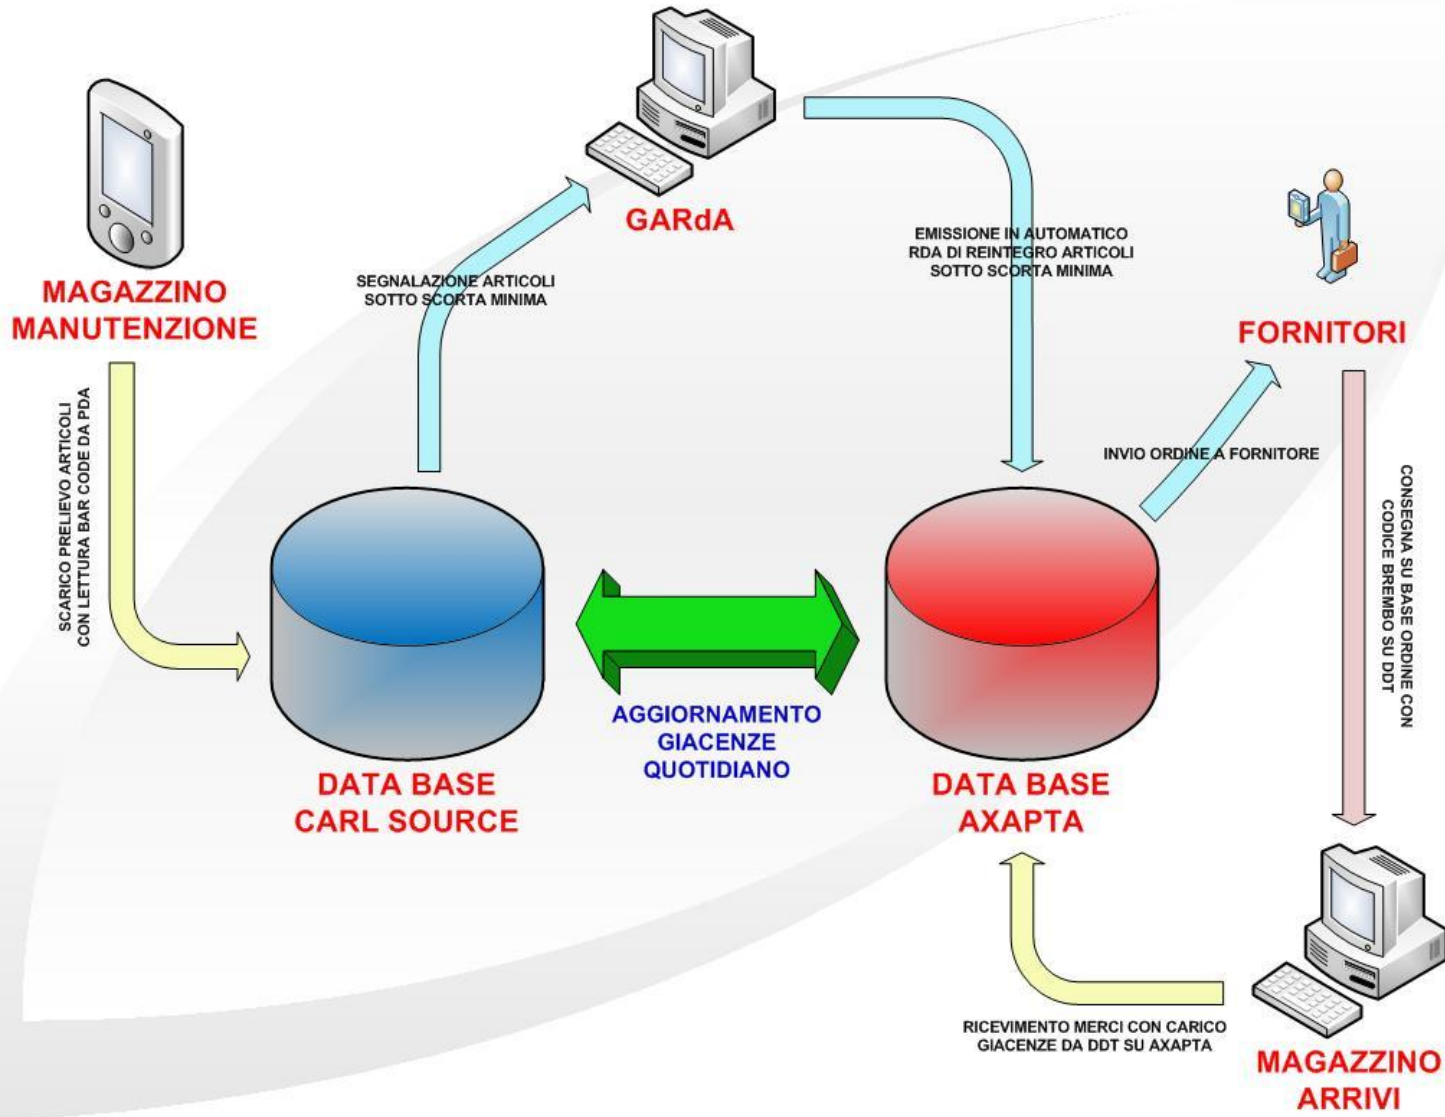 GARdA
MAGAZZINO
MANUTENZIONE
SEGNALAZIONE ARTICOLI
SOTTO SCORTA MINIMA
EMISSIONE IN AUTOMATICO
RDA DI REINTEGRO ARTICOLI
SOTTO SCORTA MINIMA
FORNITORI
SCARICO PRELIEVO ARTICOLI
CON LETTURA BAR CODE DA PDA
INVIO ORDINE A FORNITORE
CONSEGNA SU BASE ORDINE CON
CODICE BREMBO SU DDT
AGGIORNAMENTO
GIACENZE
QUOTIDIANO
DATA BASE
CARL SOURCE
DATA BASE
AXAPTA
RICEVIMENTO MERCI CON CARICO
GIACENZE DA DDT SU AXAPTA
MAGAZZINO
ARRIVI